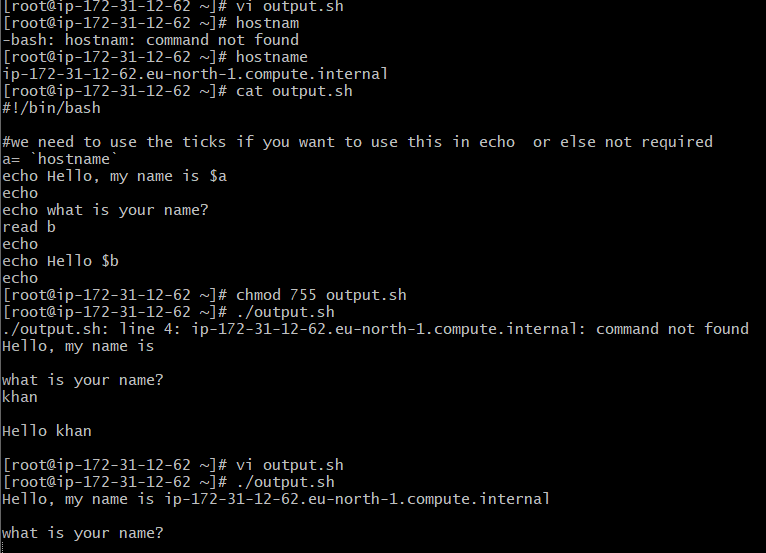 [root@ip-172-31-12-62 ~]# vi output.sh
[root@ip-172-31-12-62 ~]# hostnam
-bash: hostnam: command not found
[root@ip-172-31-12-62 ~]# hostname
ip-172-31-12-62.eu-north-1.compute.internal
[root@ip-172-31-12-62 ~]# cat output.sh
#!/bin/bash

#we need to use the ticks if you want to use this in echo  or else not required
a= `hostname`
echo Hello, my name is $a
echo
echo what is your name?
read b
echo
echo Hello $b
echo
[root@ip-172-31-12-62 ~]# chmod 755 output.sh
[root@ip-172-31-12-62 ~]# ./output.sh
./output.sh: line 4: ip-172-31-12-62.eu-north-1.compute.internal: command not found
Hello, my name is

what is your name?
khan

Hello khan

[root@ip-172-31-12-62 ~]# vi output.sh
[root@ip-172-31-12-62 ~]# ./output.sh
Hello, my name is ip-172-31-12-62.eu-north-1.compute.internal

what is your name?